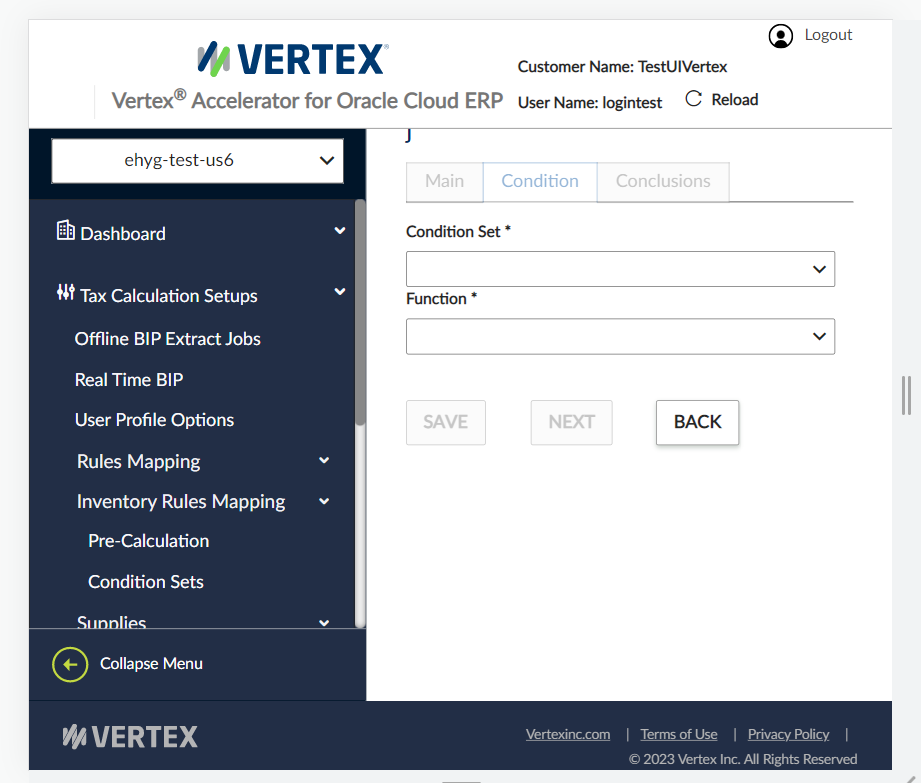 Logout
VERTEX®
Customer Name: TestUIVertex
Vertex® Accelerator for Oracle Cloud ERP
User Name: logintest
Reload
ehyg-test-us6
Main
Condition
Conclusions
Dashboard
Condition Set *
Tax Calculation Setups
Function *
Offline BIP Extract Jobs
Real Time BIP
User Profile Options
SAVE
NEXT
BACK
Rules Mapping
Inventory Rules Mapping
Pre-Calculation
Condition Sets
Supplies
Collapse Menu
VERTEX
Vertexinc.com | Terms of Use | Privacy Policy |
© 2023 Vertex Inc. All Rights Reserved